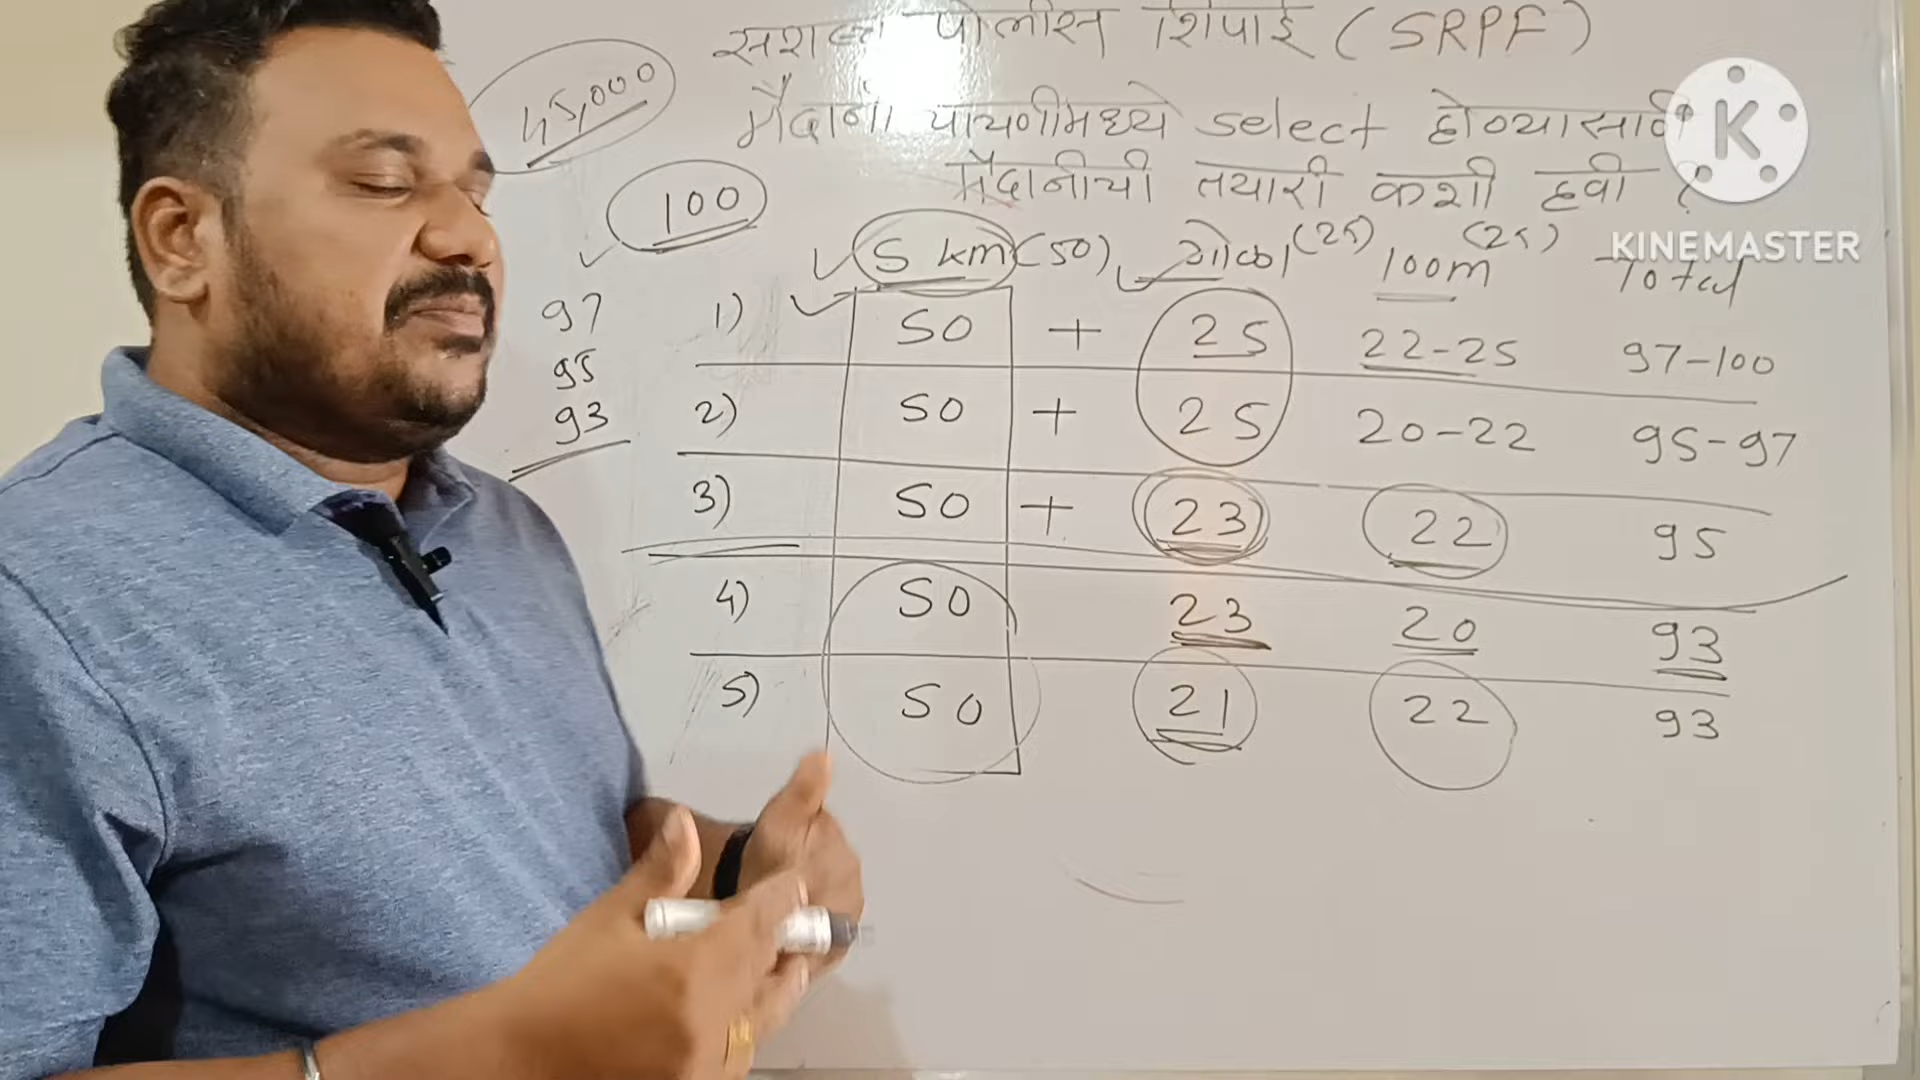 सशस्त्र पोलीस शिपाई (SRPF)
45,000
मैदानी चाचणीमध्ये select होण्यासाठी
मैदानीची तयारी कशी हवी ?
100
K
KINEMASTER
5 km (50) गोळा (25) 100m (25) Total
97
95
93
1) 50 + 25 22-25 97-100
2) 50 + 25 20-22 95-97
3) 50 + 23 22 95
4) 50 23 20 93
5) 50 21 22 93